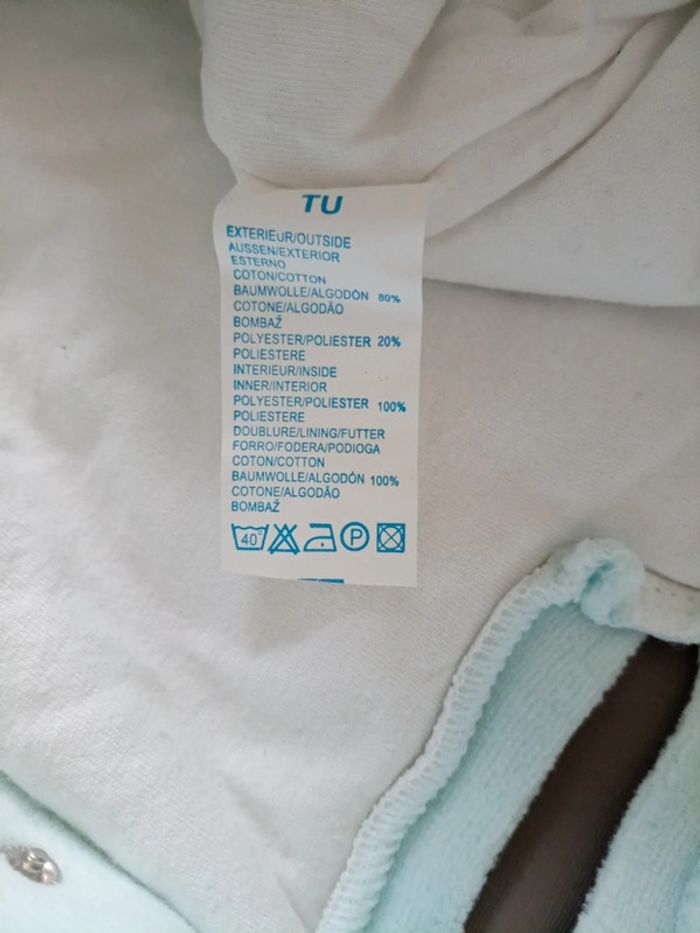 TU
EXTERIEUR/OUTSIDE
AUSSEN/EXTERIOR
ESTERNO
COTON/COTTON
BAUMWOLLE/ALGODÓN 80%
COTONE/ALGODÃO
BOMBAŽ
POLYESTER/POLIESTER 20%
POLIESTERE
INTERIEUR/INSIDE
INNER/INTERIOR
POLYESTER/POLIESTER 100%
POLIESTERE
DOUBLURE/LINING/FUTTER
FORRO/FODERA/PODIOGA
COTON/COTTON
BAUMWOLLE/ALGODÓN 100%
COTONE/ALGODÃO
BOMBAŽ
40° P